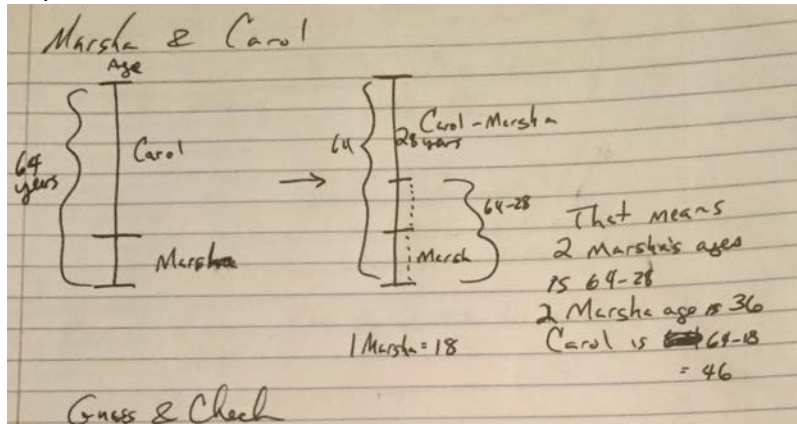 Marsha & Carol
Age
64
years
Carol
Marsha
64
28 years
Carol - Marsha
Marsh
64-28
That means
2 Marsha's ages
is 64-28
2 Marsha age is 36
Carol is 64-18
= 46
1 Marsha = 18
Guess & Check